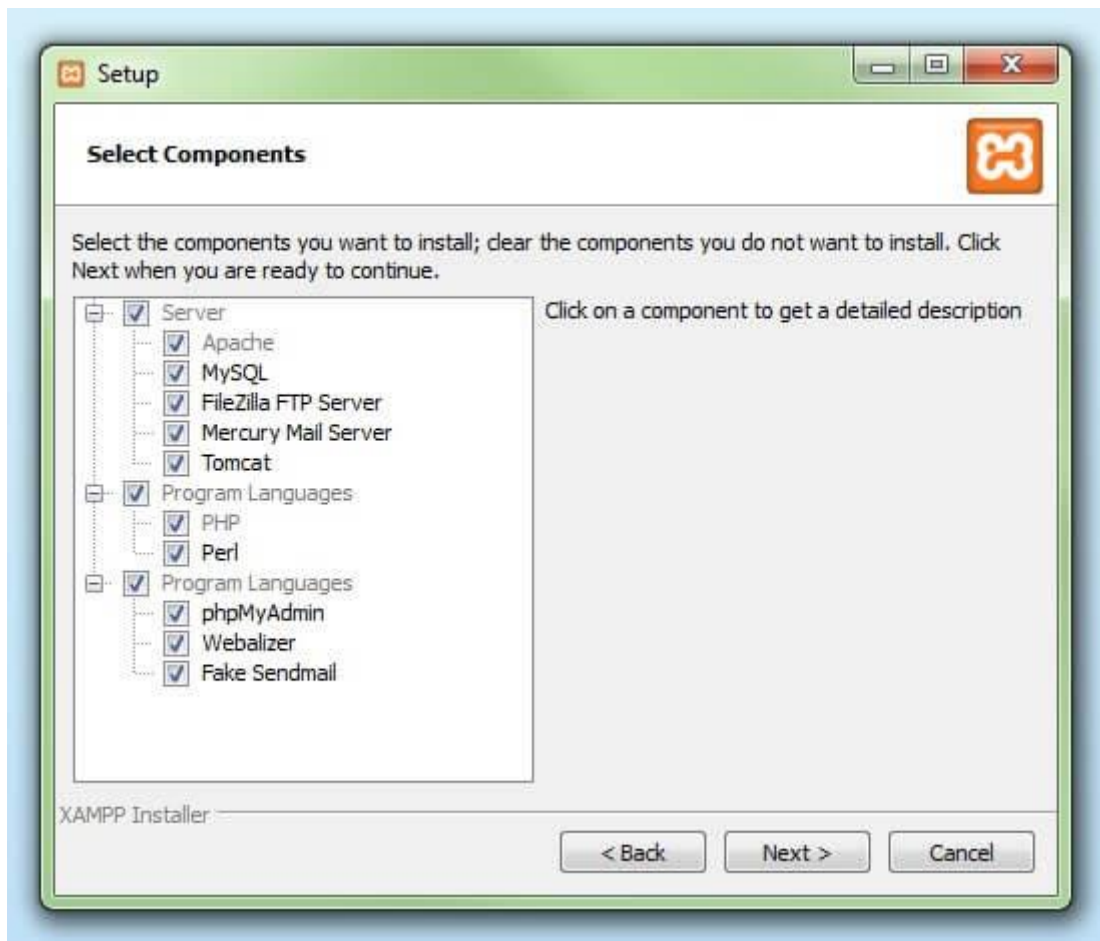 Setup
Select Components
Select the components you want to install; clear the components you do not want to install. Click
Next when you are ready to continue.
Server
Apache
MySQL
FileZilla FTP Server
Mercury Mail Server
Tomcat
Program Languages
PHP
Perl
Program Languages
phpMyAdmin
Webalizer
Fake Sendmail
Click on a component to get a detailed description
XAMPP Installer
< Back
Next >
Cancel